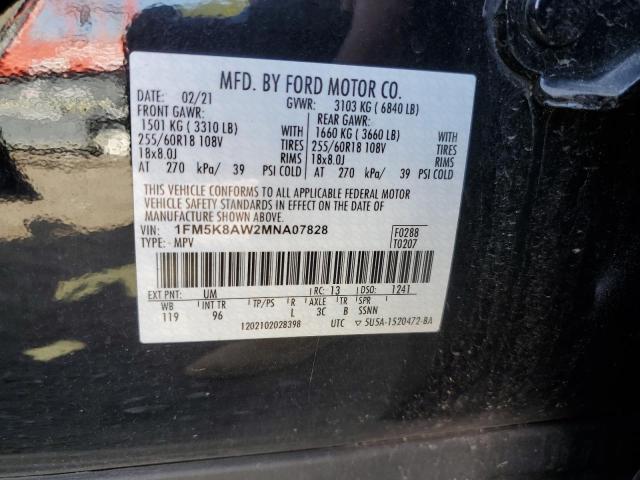 MFD. BY FORD MOTOR CO.
DATE: 02/21 GVWR: 3103 KG ( 6840 LB)
FRONT GAWR: REAR GAWR:
1501 KG ( 3310 LB) WITH 1660 KG ( 3660 LB) WITH
255/60R18 108V TIRES 255/60R18 108V TIRES
18x8.0J RIMS 18x8.0J RIMS
AT 270 kPa/ 39 PSI COLD AT 270 kPa/ 39 PSI COLD
THIS VEHICLE CONFORMS TO ALL APPLICABLE FEDERAL MOTOR
VEHICLE SAFETY STANDARDS IN EFFECT ON THE DATE OF MANUFACTURE
SHOWN ABOVE.
VIN: 1FM5K8AW2MNA07828 F0288
TYPE: MPV T0207
EXT PNT: UM RC: 13 DSO: 1241
WB INT TR TP/PS R AXLE TR SPR
119 96 L 3C B SSNN
1202102028398 UTC ▽ 5U5A-1520472-BA